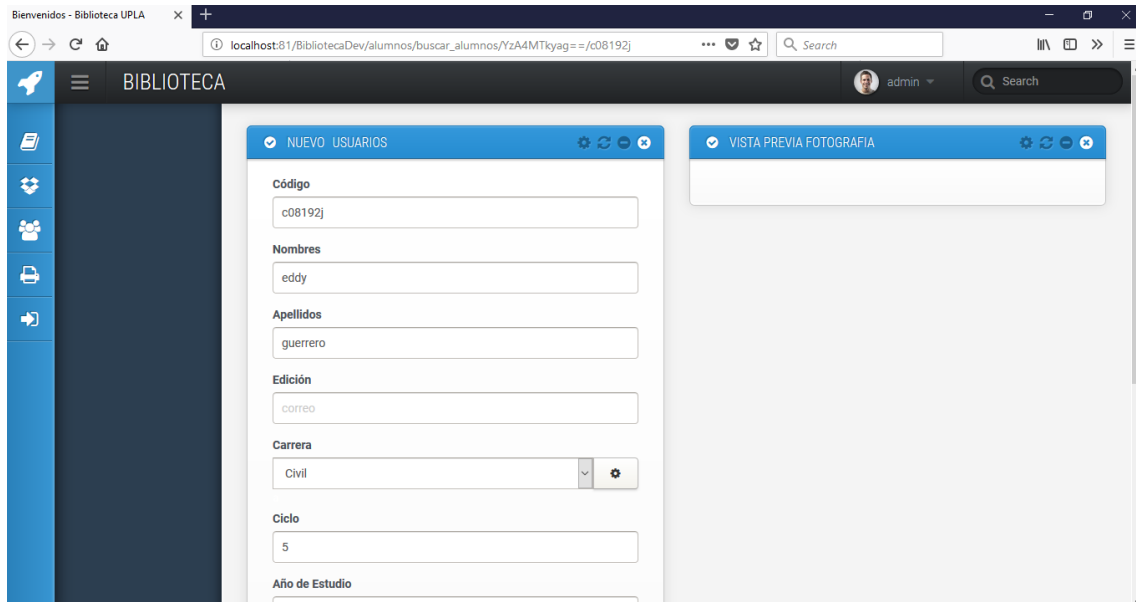 Bienvenidos - Biblioteca UPLA
localhost:81/BibliotecaDev/alumnos/buscar_alumnos/YzA4MTkyag==/c08192j
Search
BIBLIOTECA
admin
Search
NUEVO USUARIOS
Código
c08192j
Nombres
eddy
Apellidos
guerrero
Edición
correo
Carrera
Civil
Ciclo
5
Año de Estudio
VISTA PREVIA FOTOGRAFIA